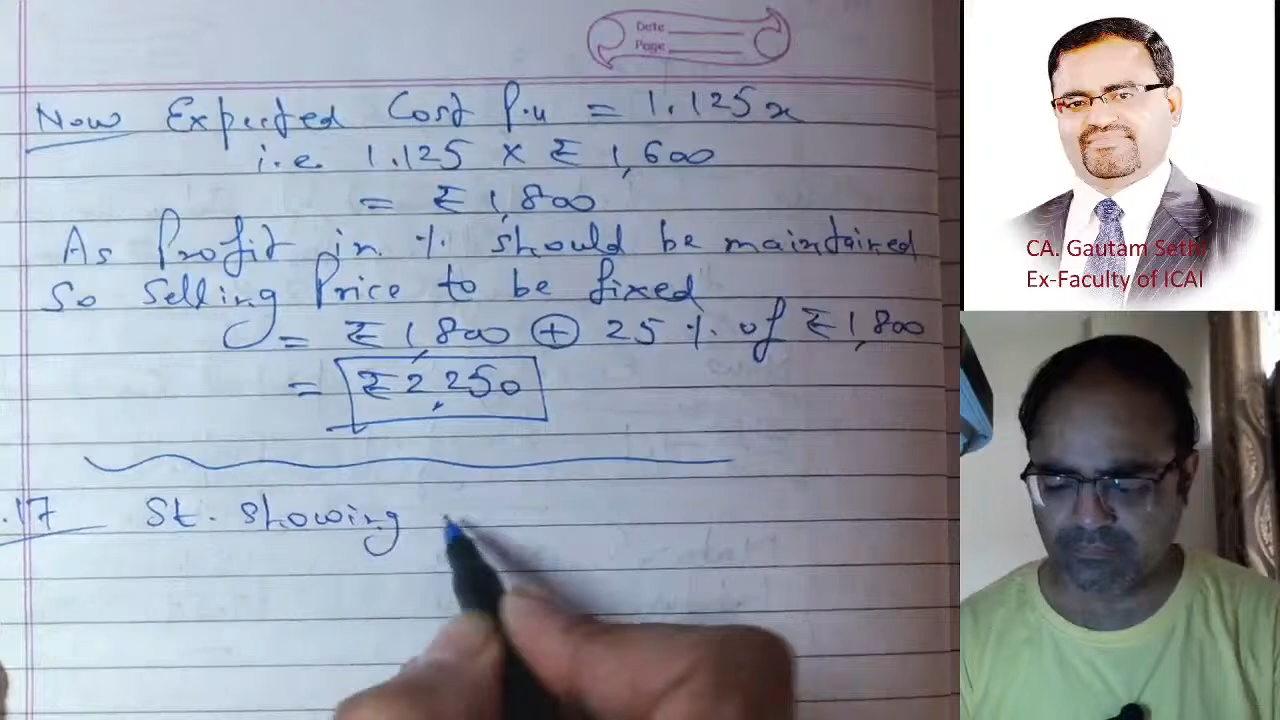 Date
Page
Now Expected Cost P.u = 1.125x
i.e. 1.125 × ₹ 1,600
= ₹ 1,800
As Profit in % should be maintained
So Selling Price to be fixed
= ₹ 1,800 ⊕ 25 % of ₹ 1,800
= ₹ 2,250
.17 St. Showing
CA. Gautam Sethi
Ex-Faculty of ICAI